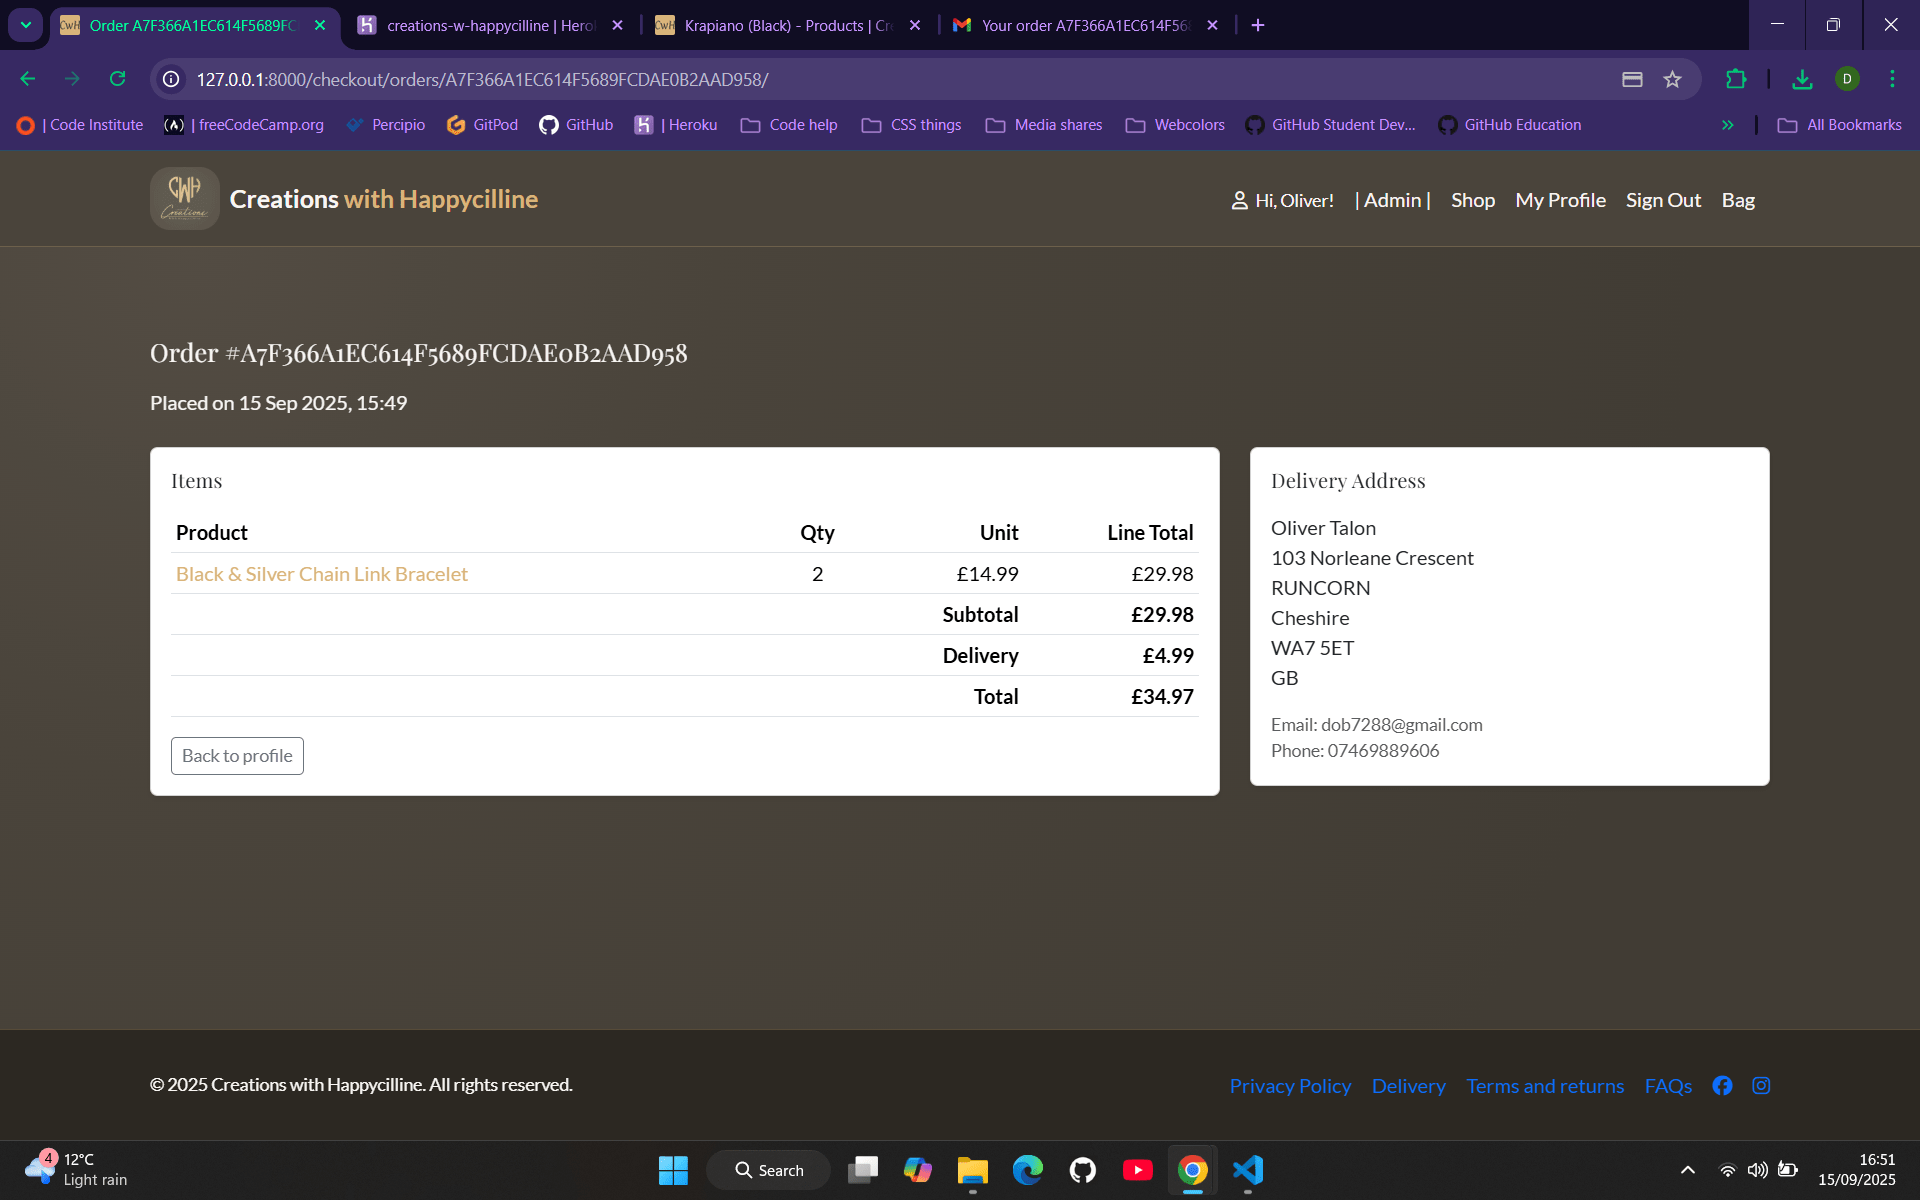 Order A7F366A1EC614F5689FC
creations-w-happycilline | Hero
Krapiano (Black) - Products | Cr
Your order A7F366A1EC614F56
127.0.0.1:8000/checkout/orders/A7F366A1EC614F5689FCDAE0B2AAD958/
D
| Code Institute
| freeCodeCamp.org
Percipio
GitPod
GitHub
| Heroku
Code help
CSS things
Media shares
Webcolors
GitHub Student Dev...
GitHub Education
All Bookmarks
CWH
Creations
Creations with Happycilline
Hi, Oliver!
| Admin |
Shop
My Profile
Sign Out
Bag
Order #A7F366A1EC614F5689FCDAE0B2AAD958
Placed on 15 Sep 2025, 15:49
Items
Product Qty Unit Line Total
Black & Silver Chain Link Bracelet 2 £14.99 £29.98
Subtotal £29.98
Delivery £4.99
Total £34.97
Back to profile
Delivery Address
Oliver Talon
103 Norleane Crescent
RUNCORN
Cheshire
WA7 5ET
GB
Email: dob7288@gmail.com
Phone: 07469889606
© 2025 Creations with Happycilline. All rights reserved.
Privacy Policy
Delivery
Terms and returns
FAQs
4
12°C
Light rain
Search
16:51
15/09/2025